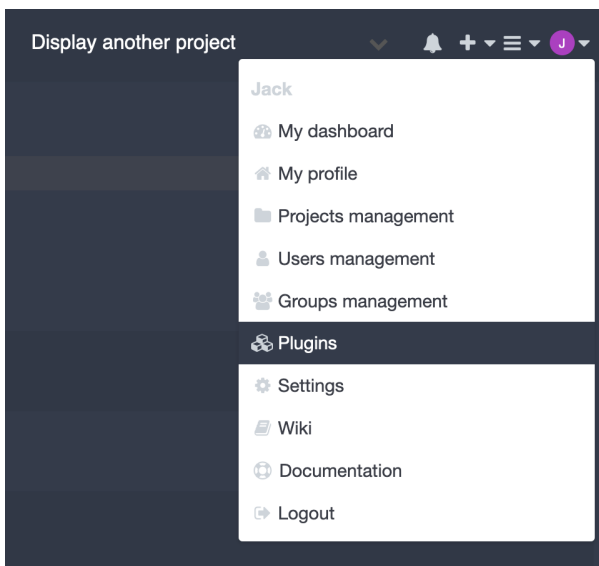 Display another project
J
Jack
My dashboard
My profile
Projects management
Users management
Groups management
Plugins
Settings
Wiki
Documentation
Logout